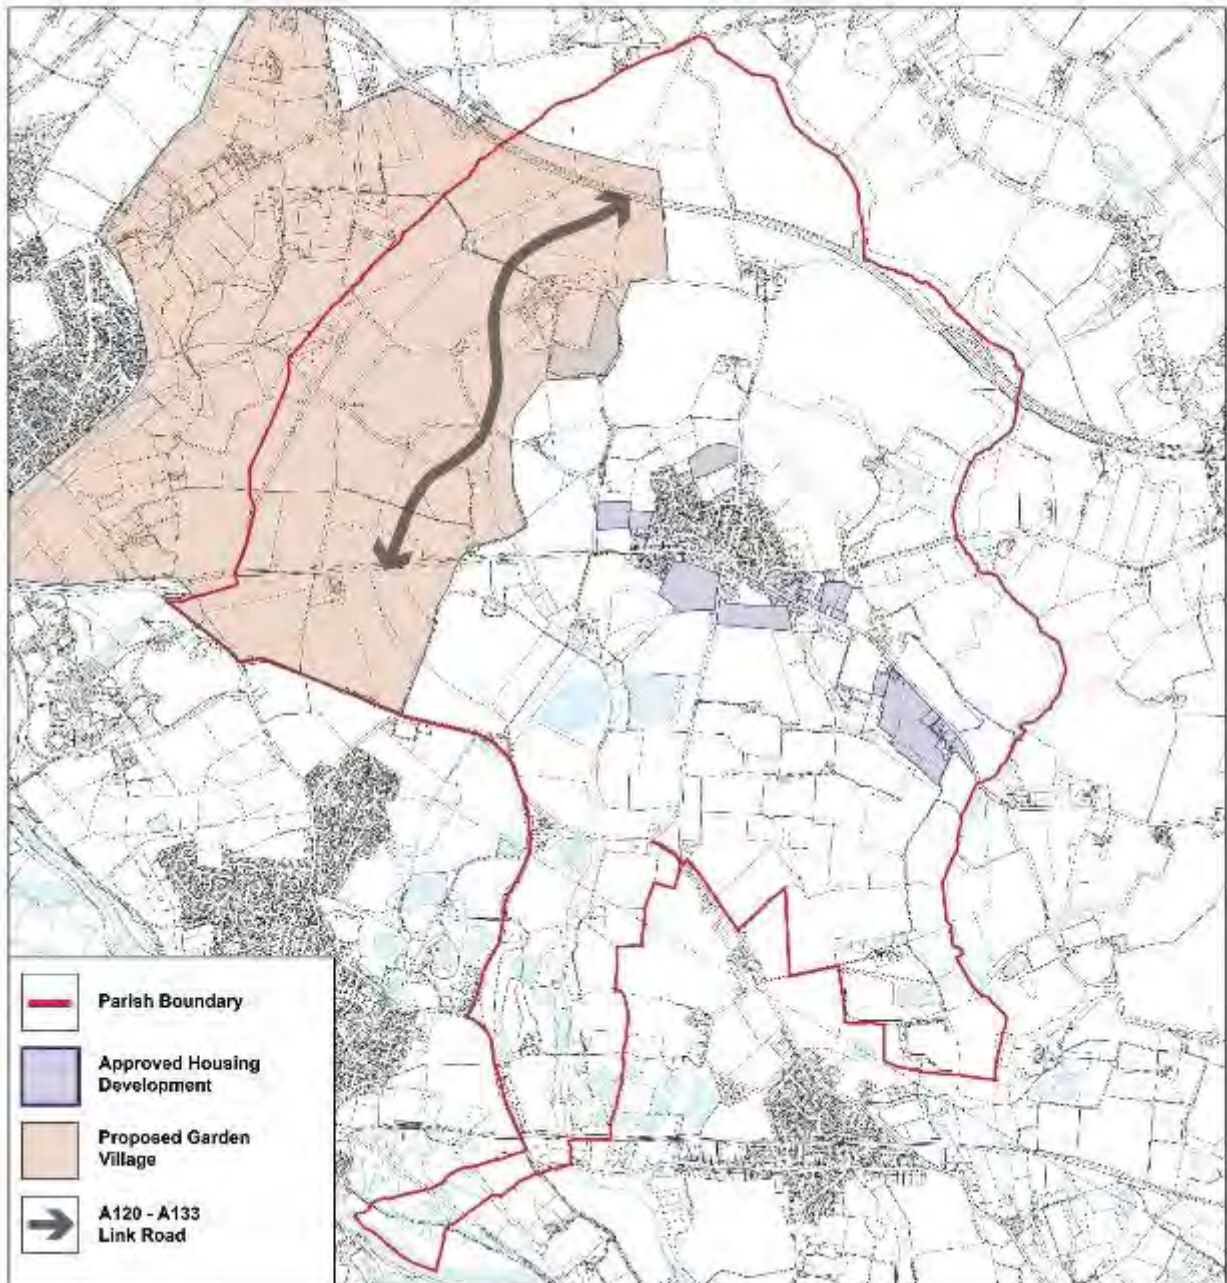 Parish Boundary
Approved Housing
Development
Proposed Garden
Village
A120 - A133
Link Road